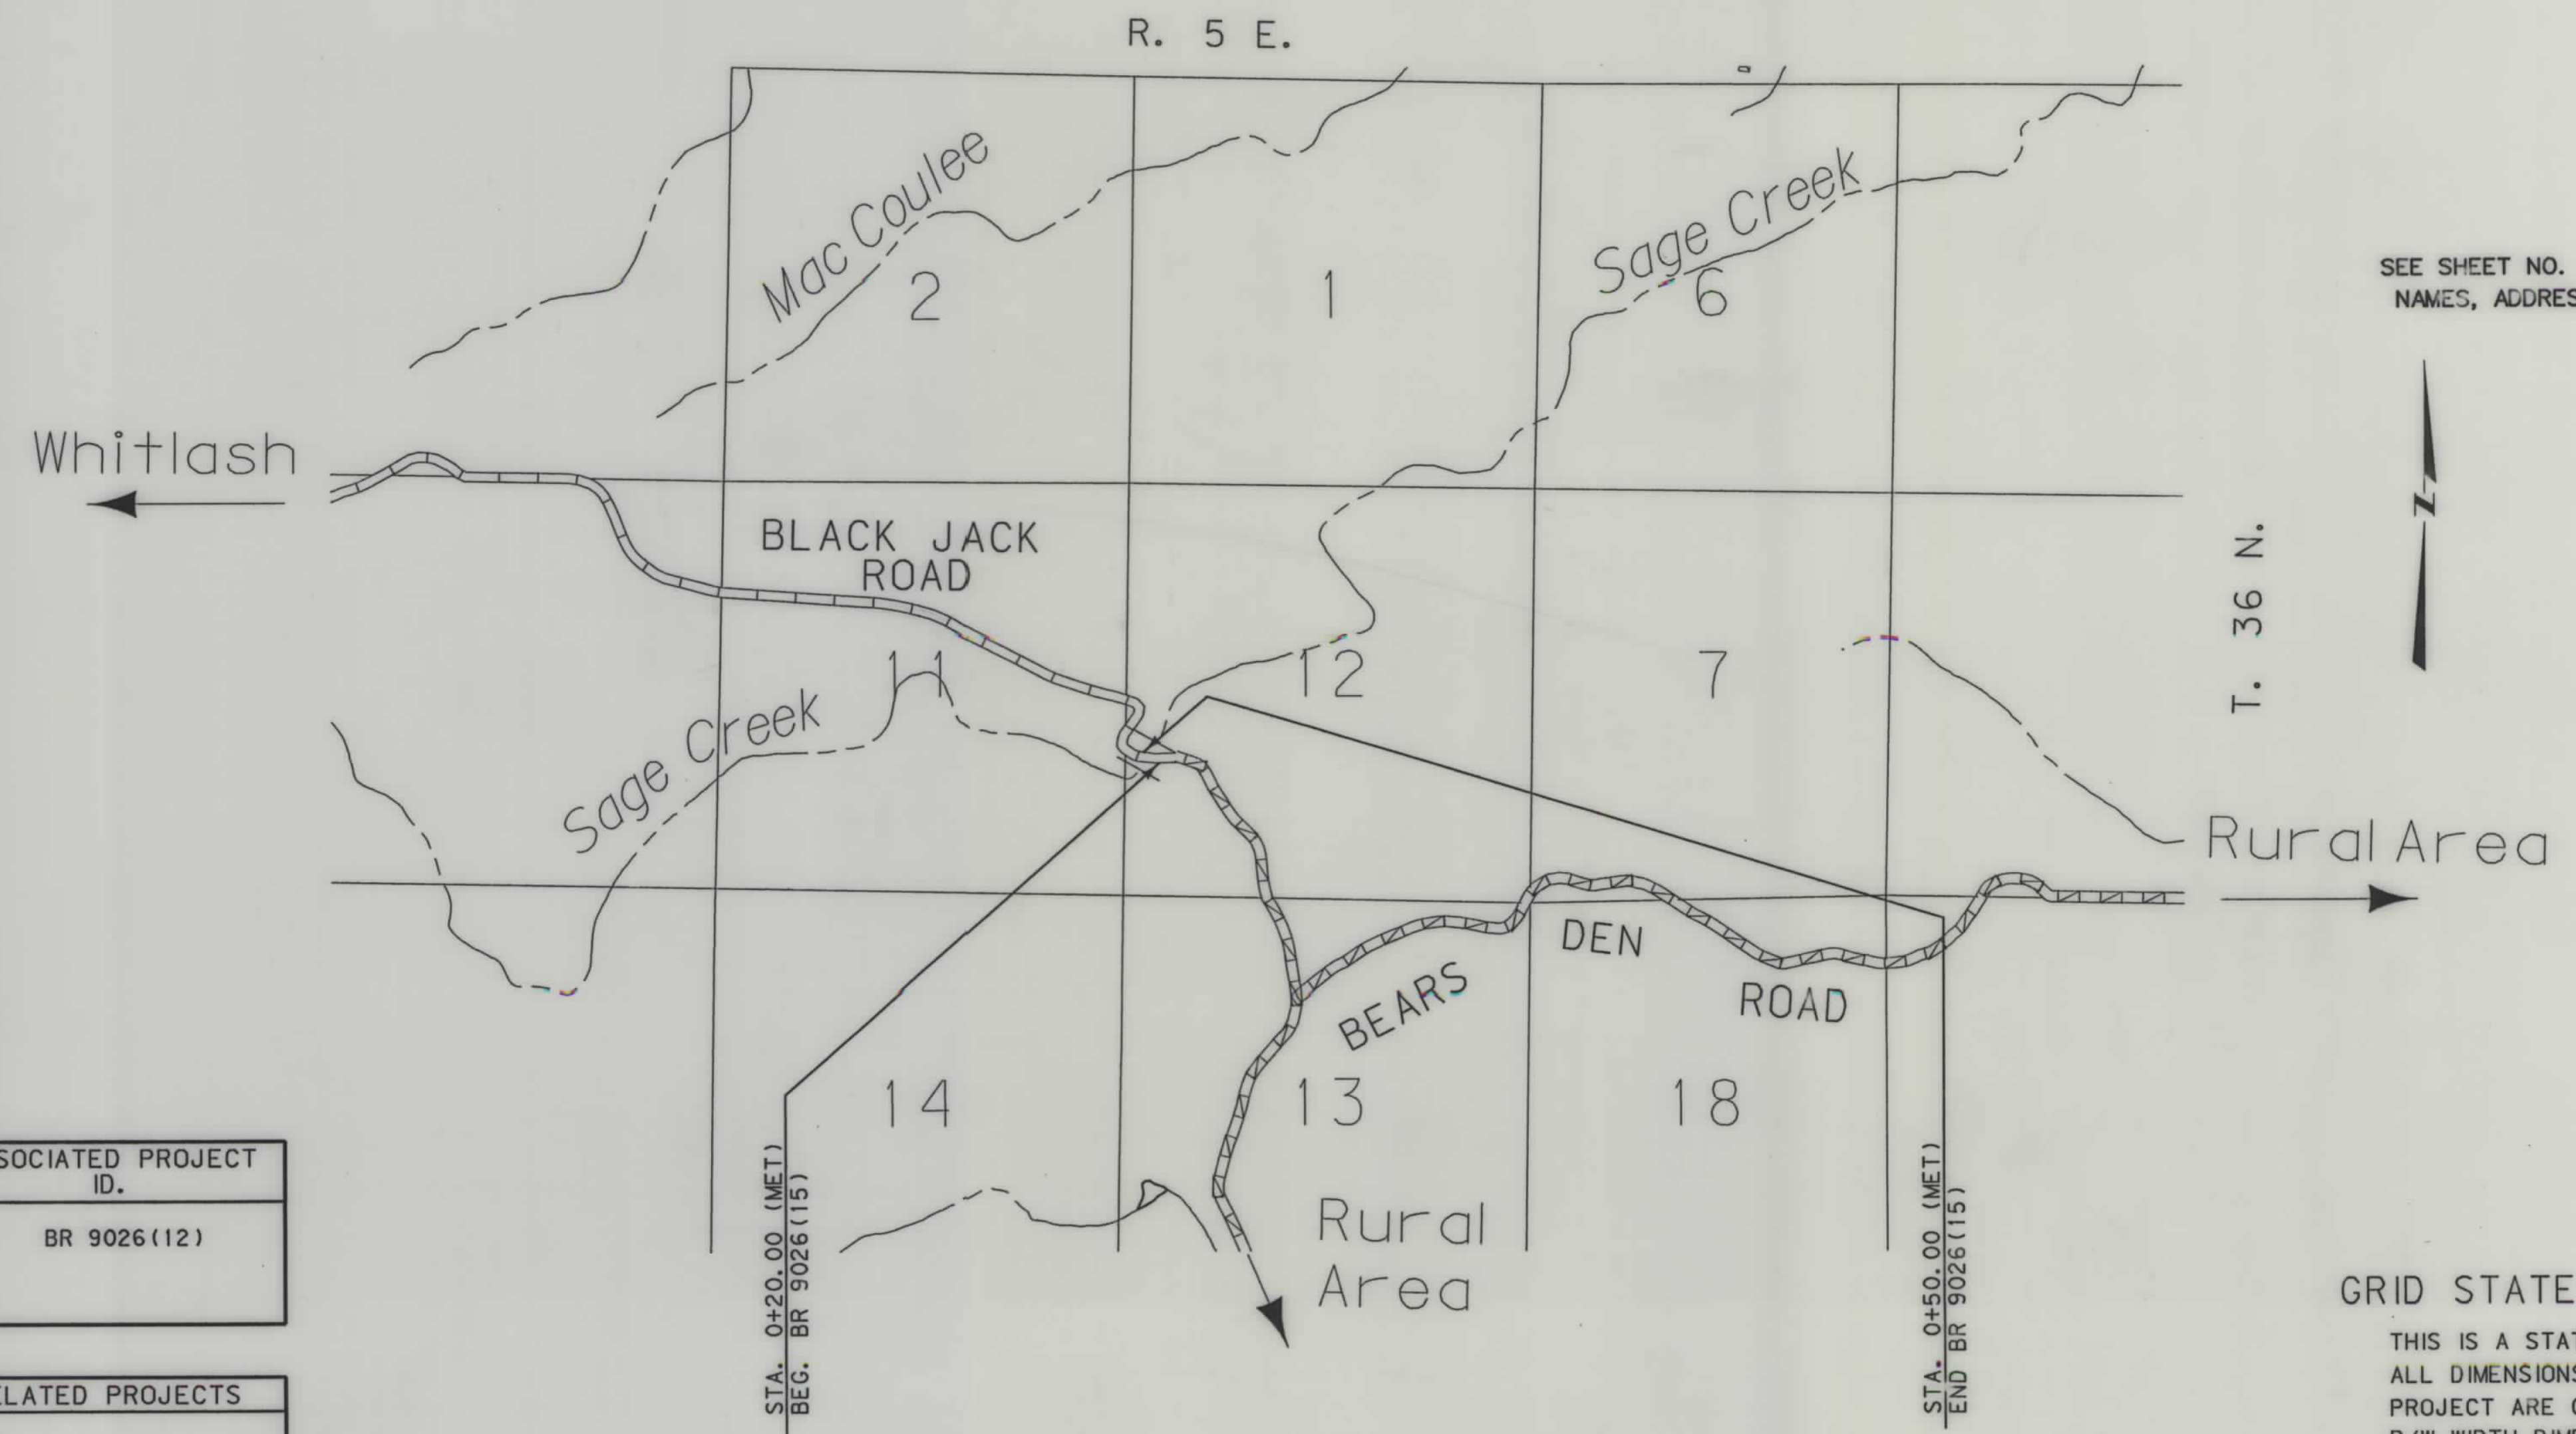 R. 5 E.
Mac Coulee
2
1
Sage Creek
6
SEE SHEET NO.
NAMES, ADDRES
Whitlash
BLACK JACK
ROAD
T. 36 N.
N
11
12
7
Sage Creek
Rural Area
DEN
BEARS
ROAD
14
13
18
SOCIATED PROJECT
ID.
BR 9026(12)
STA. 0+20.00 (MET)
BEG. BR 9026(15)
Rural
Area
STA. 0+50.00 (MET)
END BR 9026(15)
GRID STATE
THIS IS A STAT
ALL DIMENSIONS
PROJECT ARE
ELATED PROJECTS